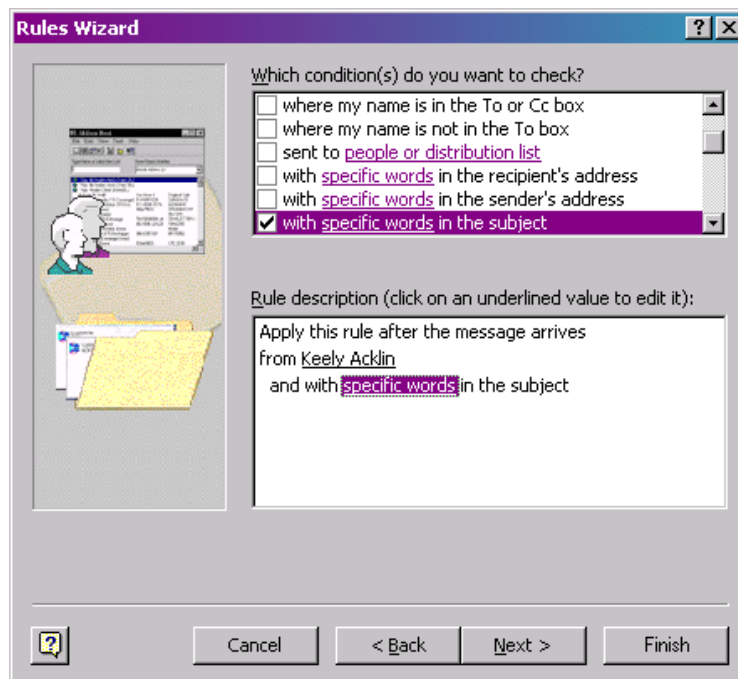 Rules Wizard
Which condition(s) do you want to check?
where my name is in the To or Cc box
where my name is not in the To box
sent to people or distribution list
with specific words in the recipient's address
with specific words in the sender's address
with specific words in the subject
Rule description (click on an underlined value to edit it):
Apply this rule after the message arrives
from Keely Acklin
and with specific words in the subject
Cancel
< Back
Next >
Finish